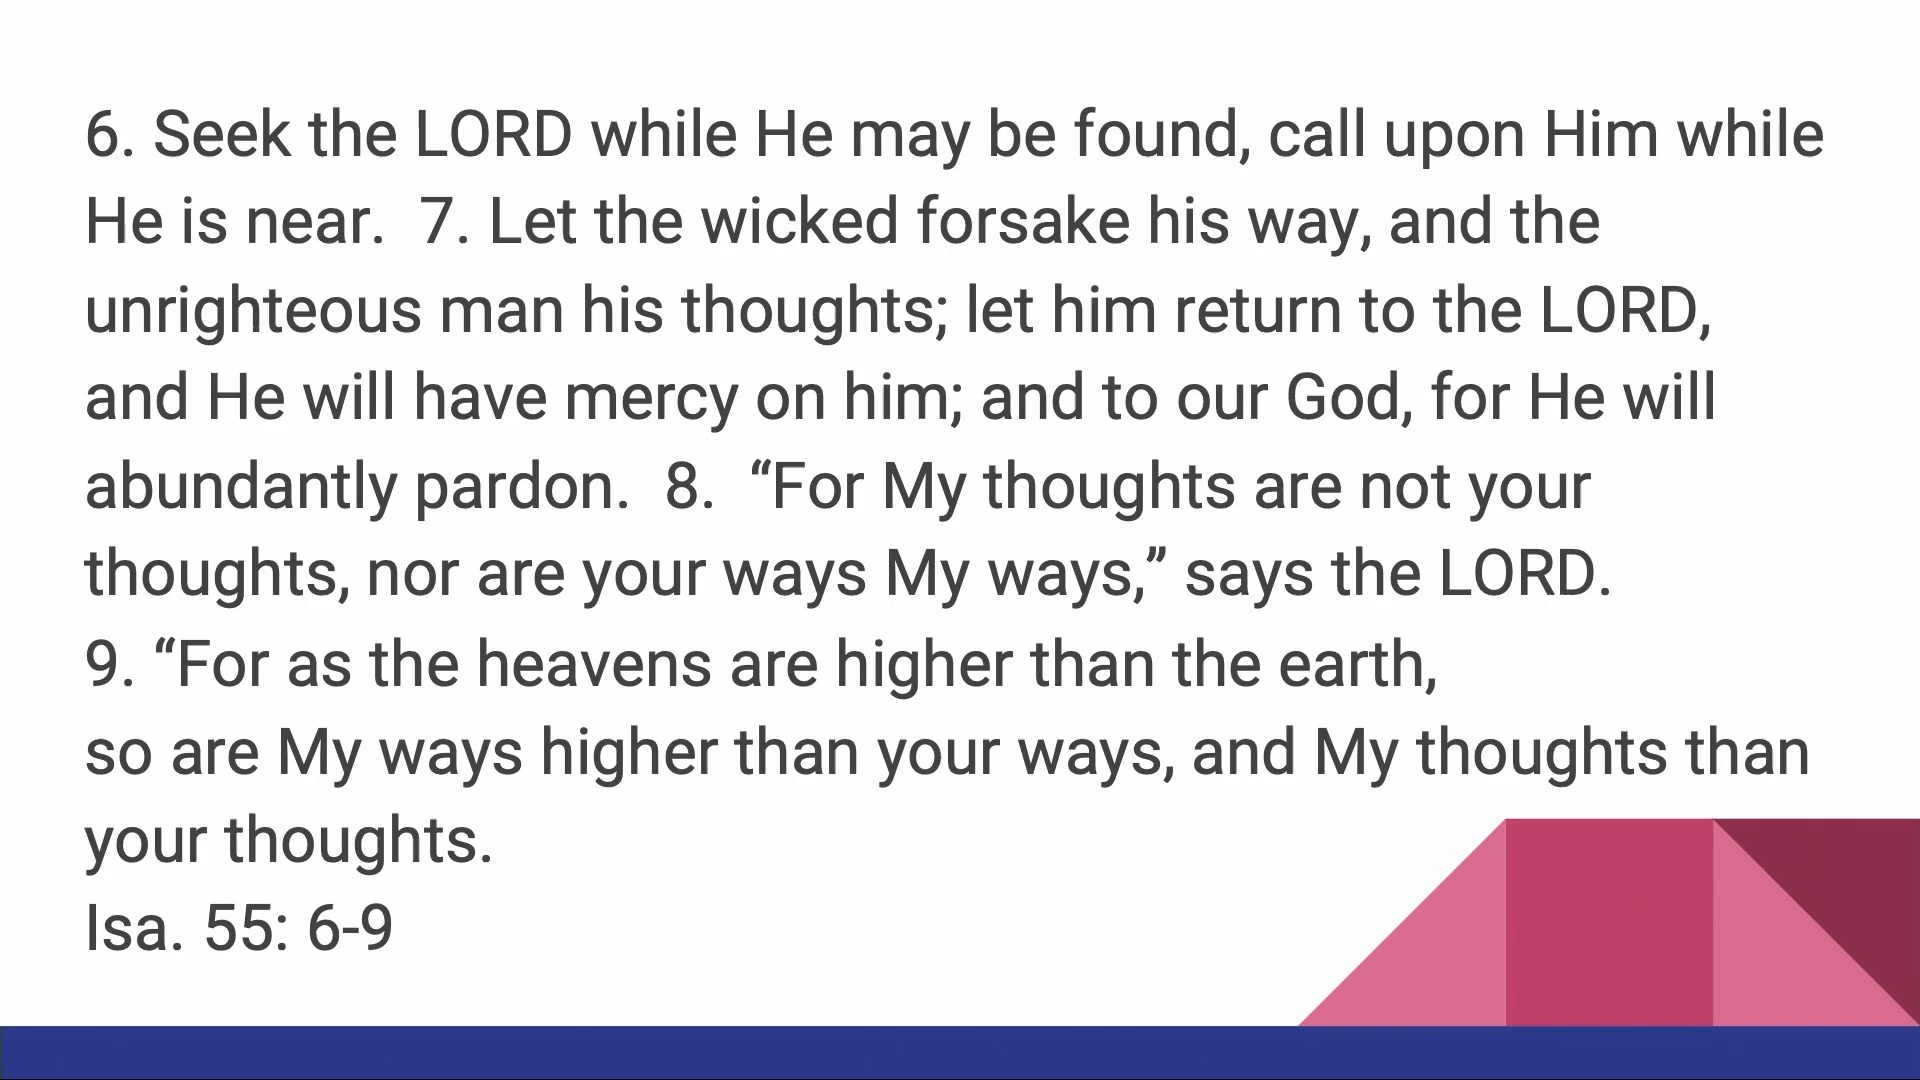 6. Seek the LORD while He may be found, call upon Him while
He is near.  7. Let the wicked forsake his way, and the
unrighteous man his thoughts; let him return to the LORD,
and He will have mercy on him; and to our God, for He will
abundantly pardon.  8.  “For My thoughts are not your
thoughts, nor are your ways My ways,” says the LORD.
9. “For as the heavens are higher than the earth,
so are My ways higher than your ways, and My thoughts than
your thoughts.
Isa. 55: 6-9